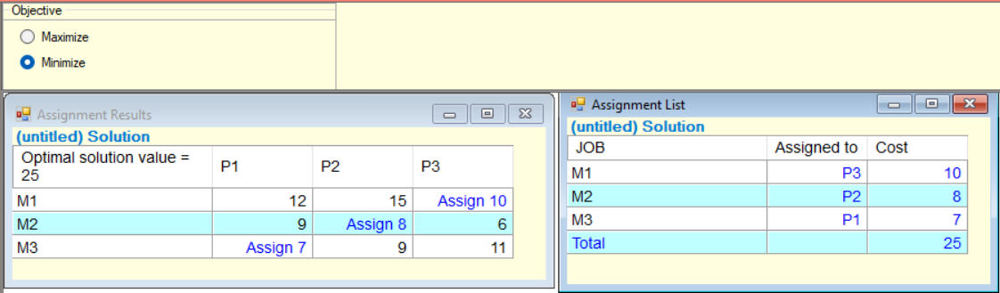 Objective
Maximize
Minimize
Assignment Results
(untitled) Solution
Optimal solution value =
25 P1 P2 P3
M1 12 15 Assign 10
M2 9 Assign 8 6
M3 Assign 7 9 11
Assignment List
(untitled) Solution
JOB Assigned to Cost
M1 P3 10
M2 P2 8
M3 P1 7
Total 25